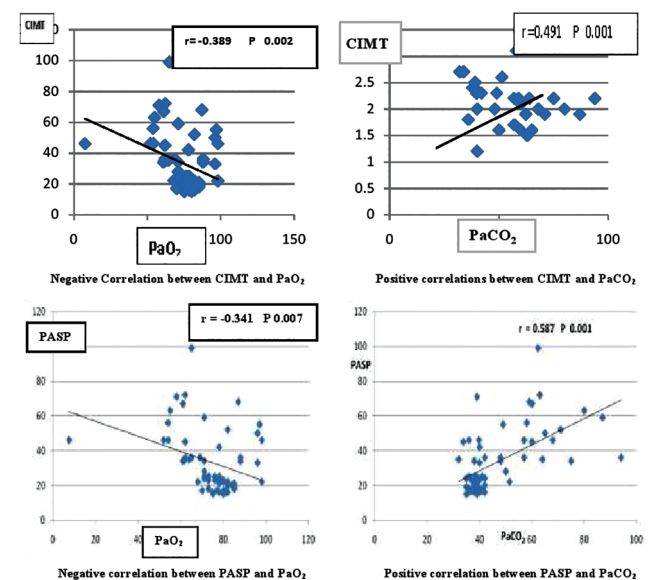 CIMT
r= -0.389 P 0.002
100
80
60
40
20
0
0
100
150
PaO₇
Negative Correlation between CIMT and PaO₂
CIMT
r=0.491 P 0.001
2.5
2
1.5
1
0.5
0
0
100
PaCO₂
Positive correlations between CIMT and PaCO₂
120
100
80
60
40
20
0
PASP
r = -0.341 P 0.007
0
20
40
60
80
100
120
PaO₂
Negative correlation between PASP and PaO₂
120
100
80
60
40
20
0
PASP
r = 0.587 P 0.001
0
20
40
60
80
100
PaCO₂
Positive correlation between PASP and PaCO₂